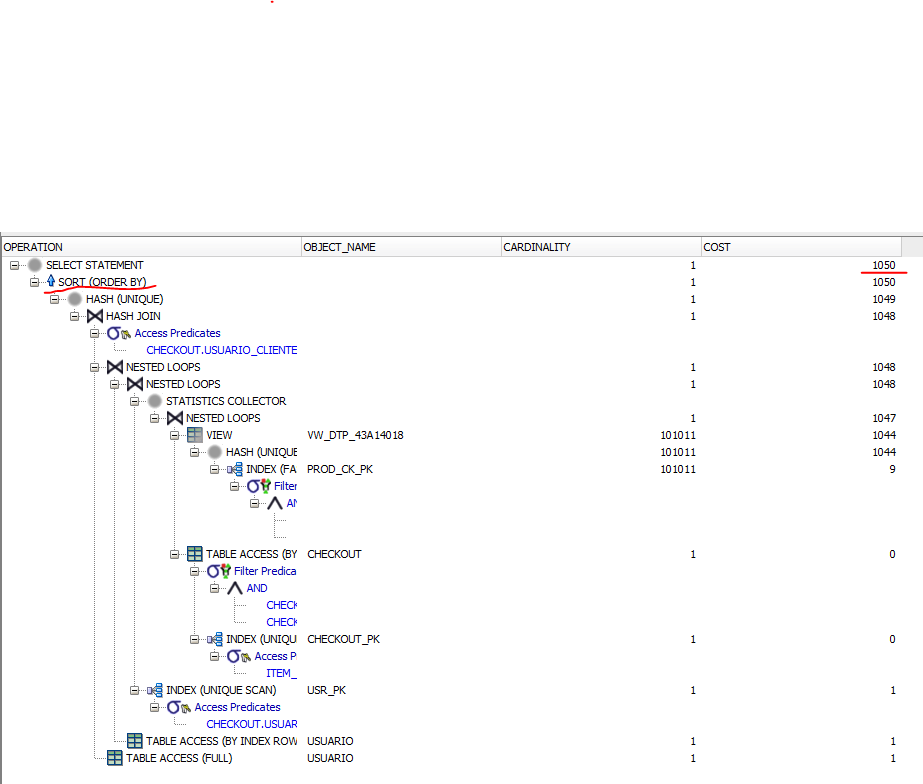 OPERATION OBJECT_NAME CARDINALITY COST
SELECT STATEMENT 1 1050
SORT (ORDER BY) 1 1050
HASH (UNIQUE) 1 1049
HASH JOIN 1 1048
Access Predicates
CHECKOUT.USUARIO_CLIENTE
NESTED LOOPS 1 1048
NESTED LOOPS 1 1048
STATISTICS COLLECTOR
NESTED LOOPS 1 1047
VIEW VW_DTP_43A14018 101011 1044
HASH (UNIQUE 101011 1044
INDEX (FA PROD_CK_PK 101011 9
Filter
AN
TABLE ACCESS (BY CHECKOUT 1 0
Filter Predica
AND
CHECK
CHECK
INDEX (UNIQU CHECKOUT_PK 1 0
Access P
ITEM_
INDEX (UNIQUE SCAN) USR_PK 1 1
Access Predicates
CHECKOUT.USUAR
TABLE ACCESS (BY INDEX ROW USUARIO 1 1
TABLE ACCESS (FULL) USUARIO 1 1